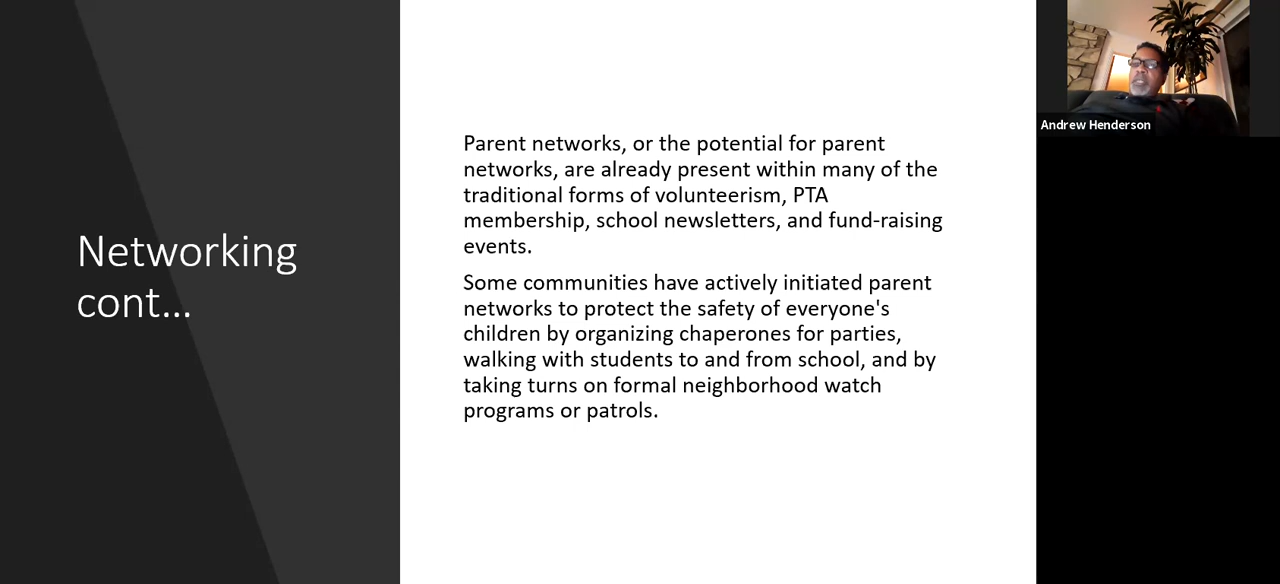 Networking
cont...
Parent networks, or the potential for parent
networks, are already present within many of the
traditional forms of volunteerism, PTA
membership, school newsletters, and fund-raising
events.
Some communities have actively initiated parent
networks to protect the safety of everyone's
children by organizing chaperones for parties,
walking with students to and from school, and by
taking turns on formal neighborhood watch
programs or patrols.
Andrew Henderson